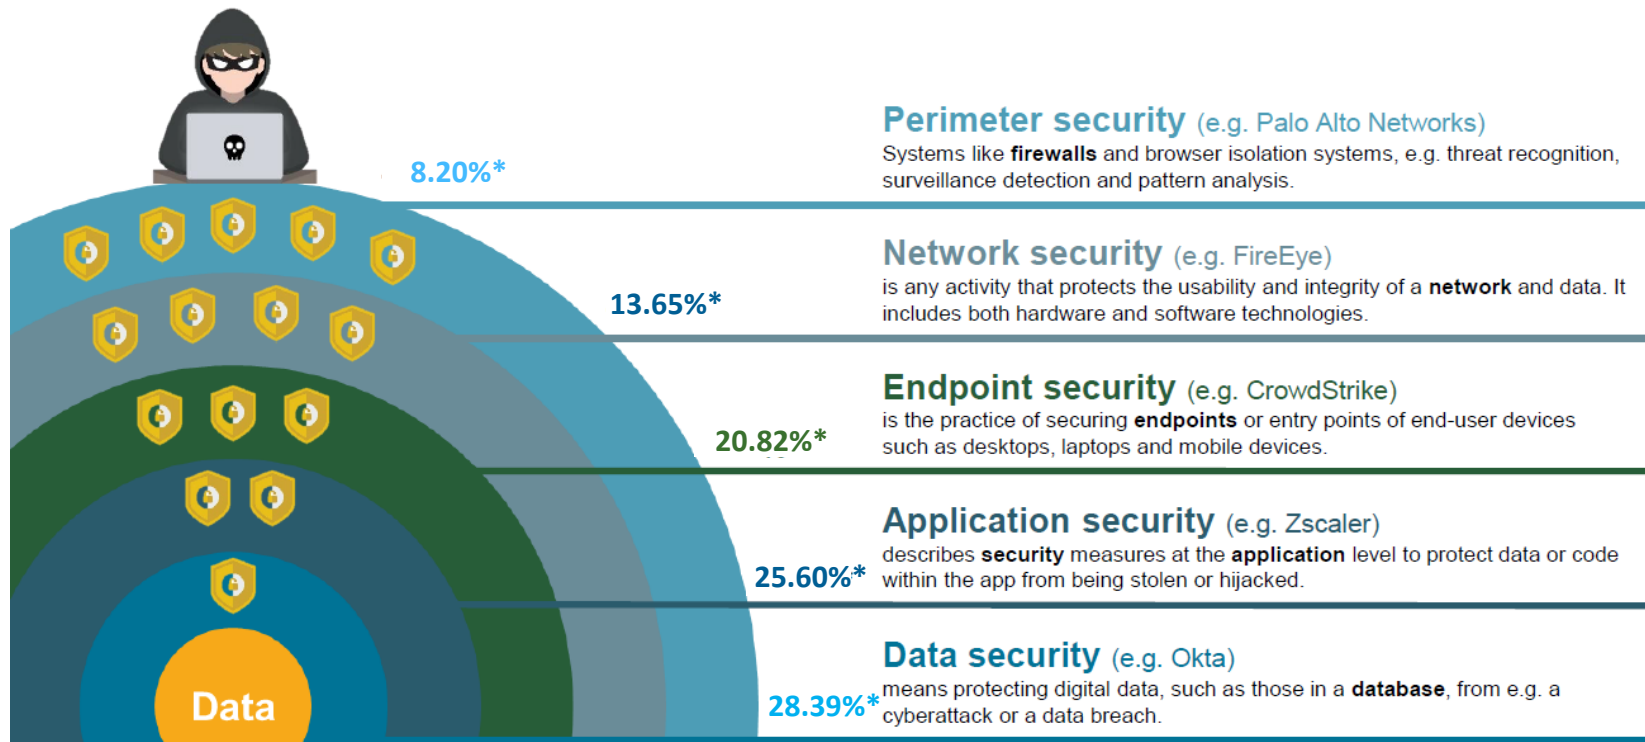 8.20%*
Perimeter security (e.g. Palo Alto Networks)
Systems like firewalls and browser isolation systems, e.g. threat recognition,
surveillance detection and pattern analysis.
13.65%*
Network security (e.g. FireEye)
is any activity that protects the usability and integrity of a network and data. It
includes both hardware and software technologies.
20.82%*
Endpoint security (e.g. CrowdStrike)
is the practice of securing endpoints or entry points of end-user devices
such as desktops, laptops and mobile devices.
25.60%*
Application security (e.g. Zscaler)
describes security measures at the application level to protect data or code
within the app from being stolen or hijacked.
28.39%*
Data security (e.g. Okta)
means protecting digital data, such as those in a database, from e.g. a
cyberattack or a data breach.
Data